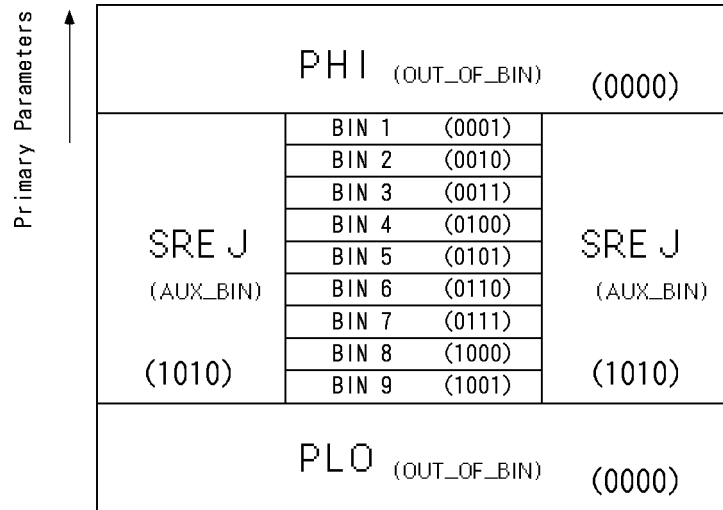 Primary Parameters
PHI (OUT_OF_BIN) (0000)
BIN 1 (0001)
BIN 2 (0010)
BIN 3 (0011)
BIN 4 (0100)
BIN 5 (0101)
BIN 6 (0110)
BIN 7 (0111)
BIN 8 (1000)
BIN 9 (1001)
SREJ
(AUX_BIN)
(1010)
SREJ
(AUX_BIN)
(1010)
PLO (OUT_OF_BIN) (0000)